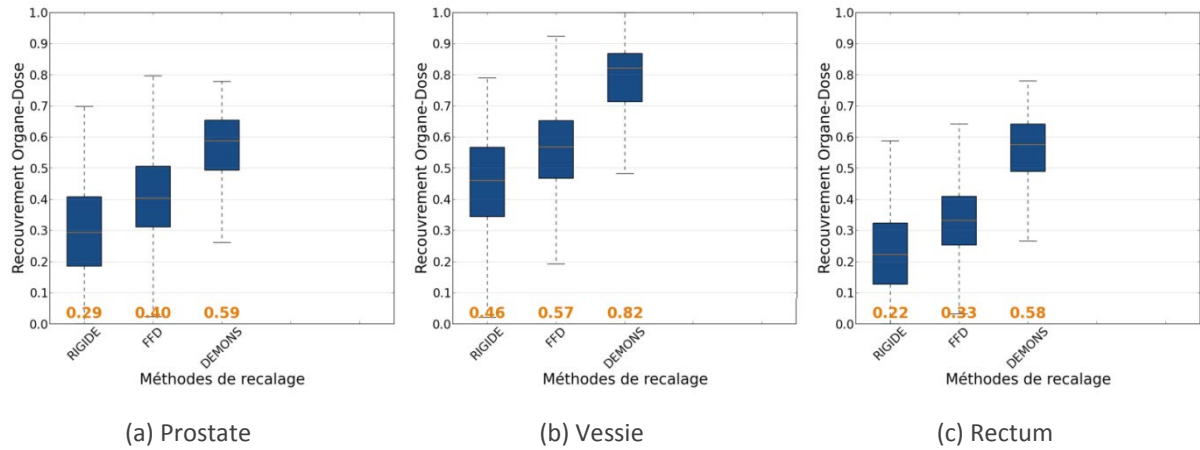 Recouvrement Organe-Dose
1.0
0.9
0.8
0.7
0.6
0.5
0.4
0.3
0.2
0.1
0.0
0.29 0.40 0.59
RIGIDE FFD DEMONS
Méthodes de recalage
(a) Prostate
Recouvrement Organe-Dose
1.0
0.9
0.8
0.7
0.6
0.5
0.4
0.3
0.2
0.1
0.0
0.46 0.57 0.82
RIGIDE FFD DEMONS
Méthodes de recalage
(b) Vessie
Recouvrement Organe-Dose
1.0
0.9
0.8
0.7
0.6
0.5
0.4
0.3
0.2
0.1
0.0
0.22 0.33 0.58
RIGIDE FFD DEMONS
Méthodes de recalage
(c) Rectum